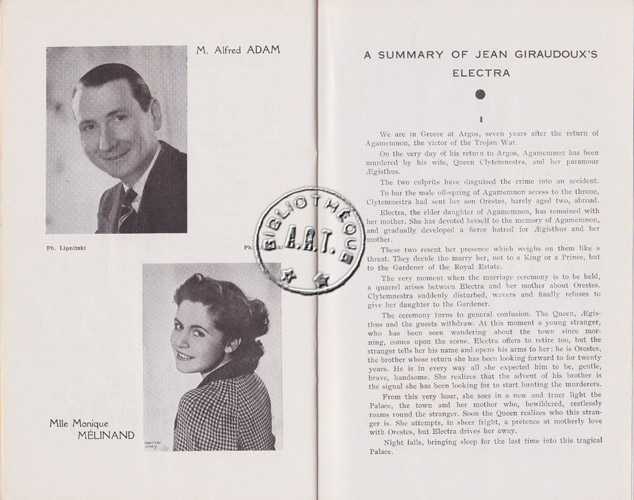 M. Alfred ADAM
Ph. Lipnitzki
Ph.
Mlle Monique
MÉLINAND
BIBLIOTHÈQUE
A.R.T.
A SUMMARY OF JEAN GIRAUDOUX'S
ELECTRA
I
We are in Greece at Argos, seven years after the return of
Agamemnon, the victor of the Trojan War.
On the very day of his return to Argos, Agamemnon has been
murdered by his wife, Queen Clytemnestra, and her paramour
Ægisthus.
The two culprits have disguised the crime into an accident.
To bar the male off-spring of Agamemnon access to the throne,
Clytemnestra had sent her son Orestes, barely aged two, abroad.
Electra, the elder daughter of Agamemnon, has remained with
her mother. She has devoted herself to the memory of Agamemnon,
and gradually developed a fierce hatred for Ægisthus and her
mother.
These two resent her presence which weighs on them like a
threat. They decide the marry her, not to a King or a Prince, but
to the Gardener of the Royal Estate.
The very moment when the marriage ceremony is to be held,
a quarrel arises between Electra and her mother about Orestes.
Clytemnestra suddenly disturbed, wavers and finally refuses to
give her daughter to the Gardener.
The ceremony turns to general confusion. The Queen, Ægis-
thus and the guests withdraw. At this moment a young stranger,
who has been seen wandering about the town since mor-
ning, comes upon the scene. Electra offers to retire too, but the
stranger tells her his name and opens his arms to her: he is Orestes,
the brother whose return she has been looking forward to for twenty
years. He is in every way all she expected him to be, gentle,
brave, handsome. She realizes that the advent of his brother is
the signal she has been looking for to start hunting the murderers.
From this very hour, she sees in a new and truer light the
Palace, the town and her mother who, bewildered, restlessly
roams round the stranger. Soon the Queen realizes who this stran-
ger is. She attempts, in sheer fright, a pretence at motherly love
with Orestes, but Electra drives her away.
Night falls, bringing sleep for the last time into this tragical
Palace.